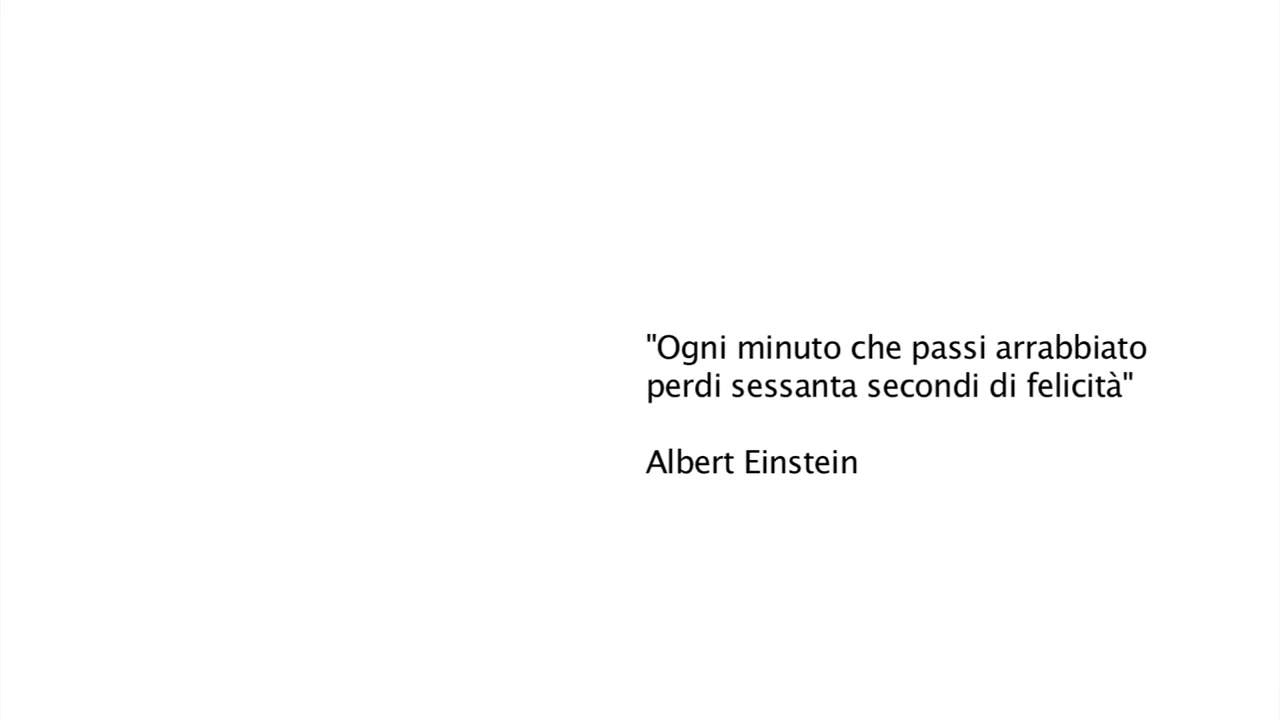 "Ogni minuto che passi arrabbiato
perdi sessanta secondi di felicità"
Albert Einstein